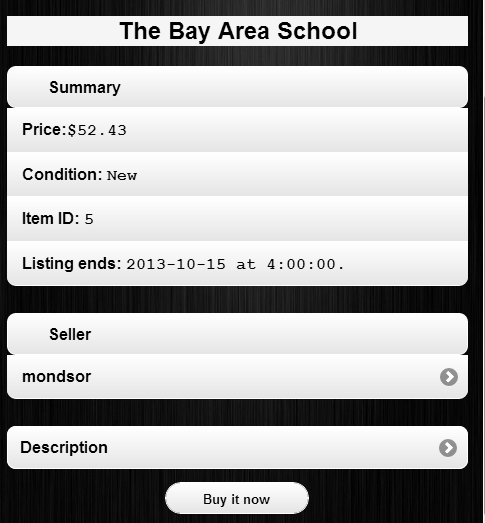 The Bay Area School
Summary
Price:$52.43
Condition: New
Item ID: 5
Listing ends: 2013-10-15 at 4:00:00.
Seller
mondsor
Description
Buy it now